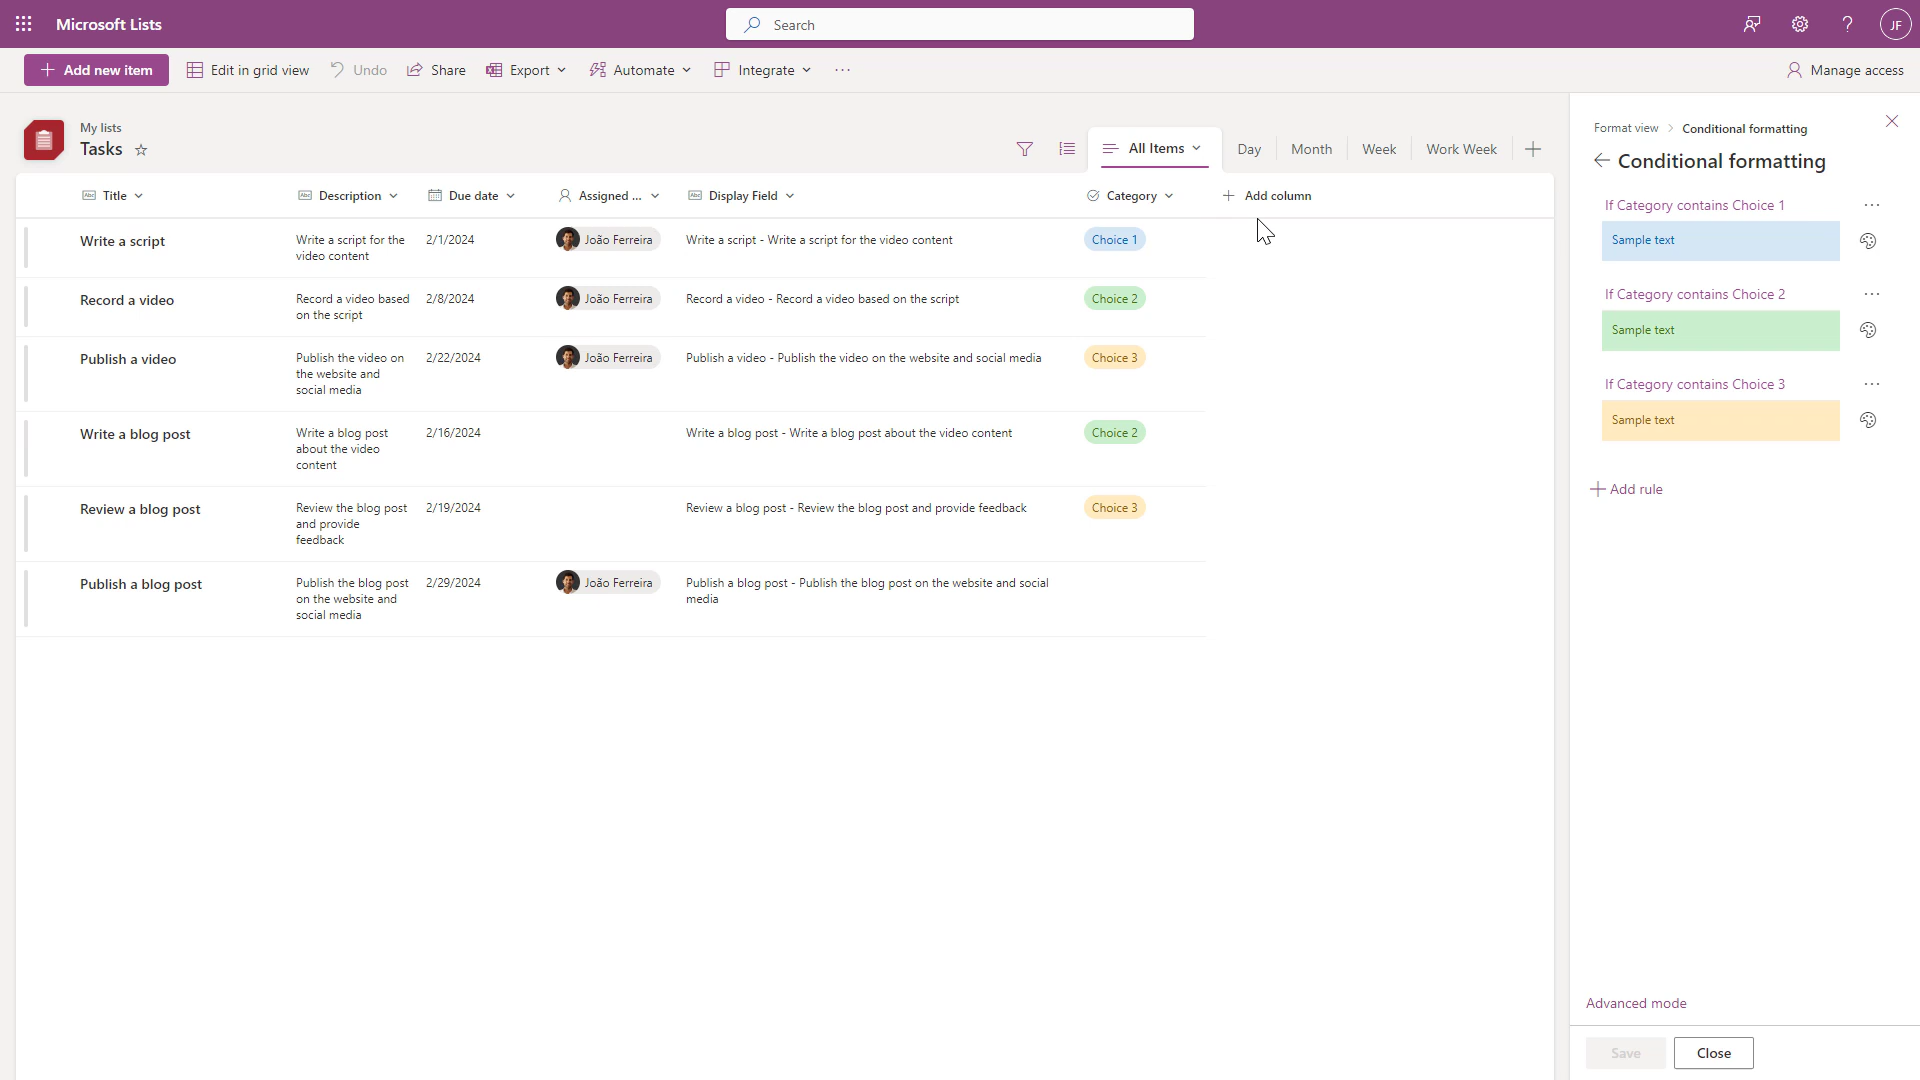 Microsoft Lists
Search
JF
Add new item
Edit in grid view
Undo
Share
Export
Automate
Integrate
Manage access
My lists
Tasks
All Items
Day
Month
Week
Work Week
Title
Description
Due date
Assigned ...
Display Field
Category
Add column
Write a script
Write a script for the
video content
2/1/2024
João Ferreira
Write a script - Write a script for the video content
Choice 1
Record a video
Record a video based
on the script
2/8/2024
João Ferreira
Record a video - Record a video based on the script
Choice 2
Publish a video
Publish the video on
the website and
social media
2/22/2024
João Ferreira
Publish a video - Publish the video on the website and social media
Choice 3
Write a blog post
Write a blog post
about the video
content
2/16/2024
Write a blog post - Write a blog post about the video content
Choice 2
Review a blog post
Review the blog post
and provide
feedback
2/19/2024
Review a blog post - Review the blog post and provide feedback
Choice 3
Publish a blog post
Publish the blog post
on the website and
social media
2/29/2024
João Ferreira
Publish a blog post - Publish the blog post on the website and social
media
Format view > Conditional formatting
Conditional formatting
If Category contains Choice 1
Sample text
If Category contains Choice 2
Sample text
If Category contains Choice 3
Sample text
Add rule
Advanced mode
Save
Close